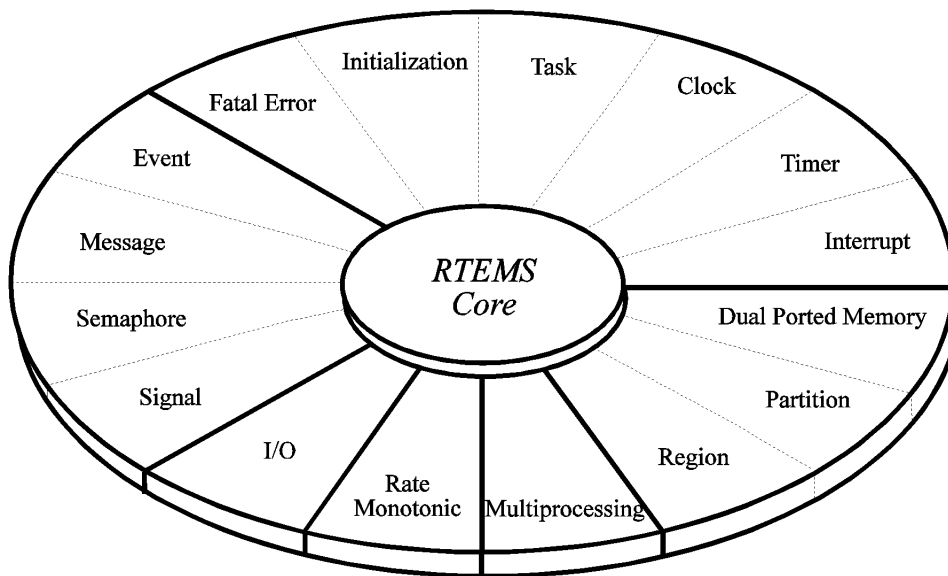 Initialization
Task
Fatal Error
Clock
Event
Timer
Message
Interrupt
RTEMS
Core
Semaphore
Dual Ported Memory
Signal
Partition
I/O
Region
Rate
Monotonic
Multiprocessing